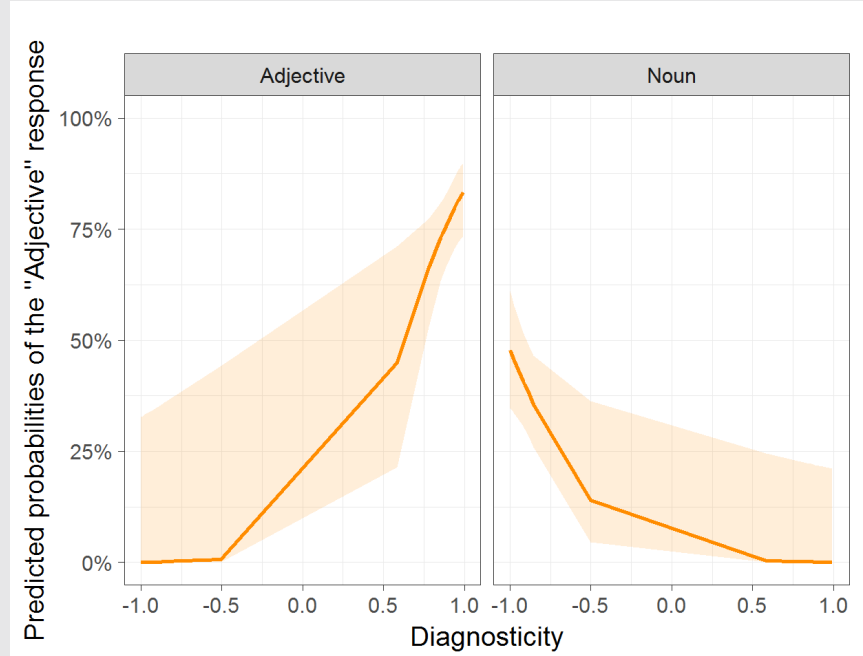 Predicted probabilities of the "Adjective" response
Adjective
Noun
100%
75%
50%
25%
0%
-1.0 -0.5 0.0 0.5 1.0
-1.0 -0.5 0.0 0.5 1.0
Diagnosticity